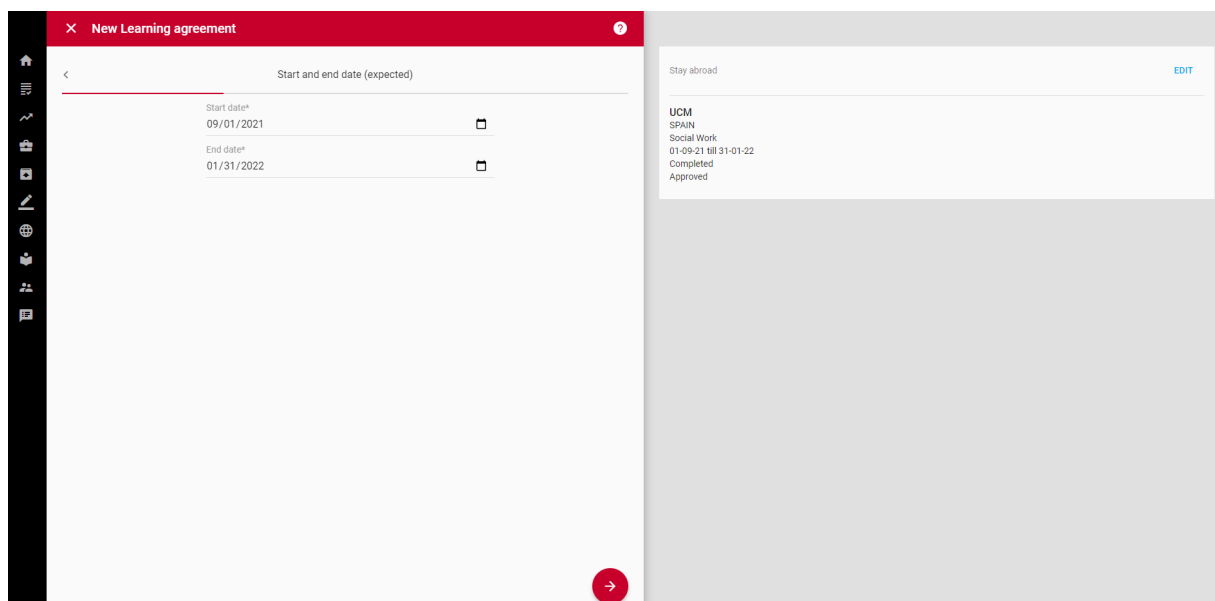 New Learning agreement
Start and end date (expected)
Start date*
09/01/2021
End date*
01/31/2022
Stay abroad
EDIT
UCM
SPAIN
Social Work
01-09-21 till 31-01-22
Completed
Approved